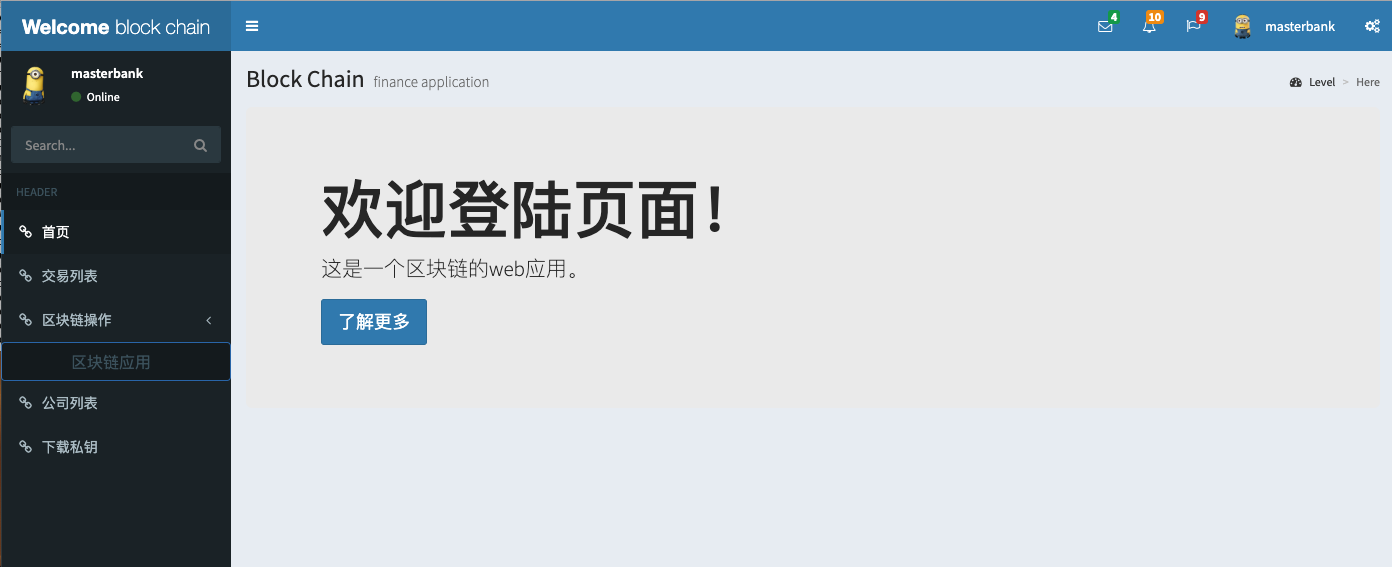 Welcome block chain
4
10
9
masterbank
masterbank
Online
Search...
HEADER
首页
交易列表
区块链操作
区块链应用
公司列表
下载私钥
Block Chain finance application
Level > Here
欢迎登陆页面！
这是一个区块链的web应用。
了解更多